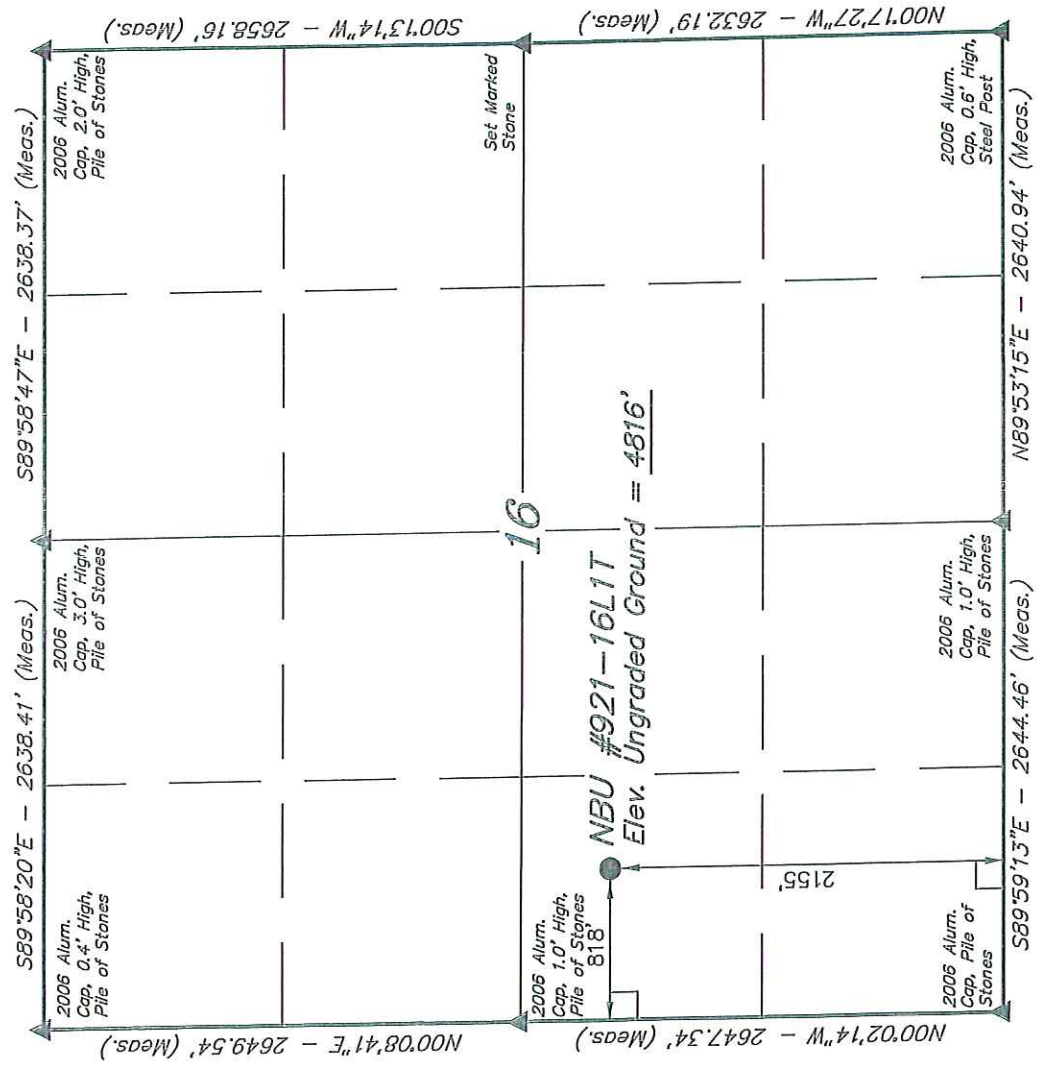 S89°58'20"E - 2638.41' (Meas.)
S89°58'47"E - 2638.37' (Meas.)
2006 Alum.
Cap, 0.4' High,
Pile of Stones
2006 Alum.
Cap, 3.0' High,
Pile of Stones
2006 Alum.
Cap, 2.0' High,
Pile of Stones
N00°08'41"E - 2649.54' (Meas.)
S00°13'14"W - 2658.16' (Meas.)
Set Marked
Stone
16
2006 Alum.
Cap, 1.0' High,
Pile of Stones
818'
NBU #921-16L1T
Elev. Ungraded Ground = 4816'
2155'
N00°02'14"W - 2647.34' (Meas.)
N00°17'27"W - 2632.19' (Meas.)
2006 Alum.
Cap, Pile of
Stones
2006 Alum.
Cap, 1.0' High,
Pile of Stones
2006 Alum.
Cap, 0.6' High,
Steel Post
S89°59'13"E - 2644.46' (Meas.)
N89°53'15"E - 2640.94' (Meas.)